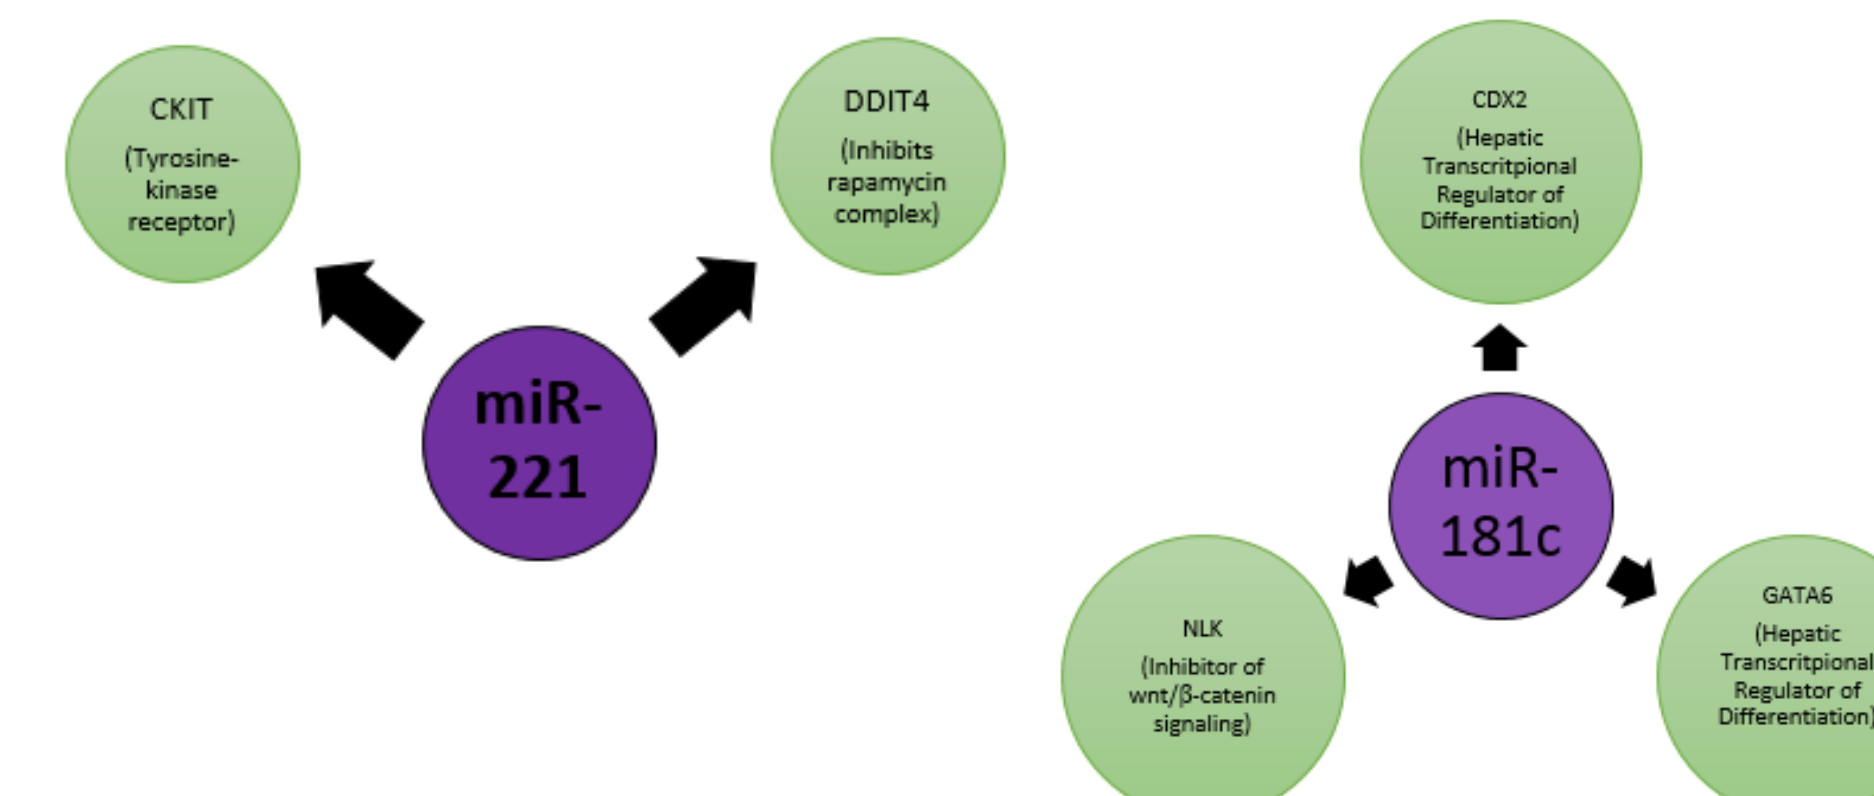 CKIT
(Tyrosine-
kinase
receptor)
DDIT4
(Inhibits
rapamycin
complex)
miR-
221
CDX2
(Hepatic
Transcritpional
Regulator of
Differentiation)
miR-
181c
NLK
(Inhibitor of
wnt/β-catenin
signaling)
GATA6
(Hepatic
Transcritpional
Regulator of
Differentiation)